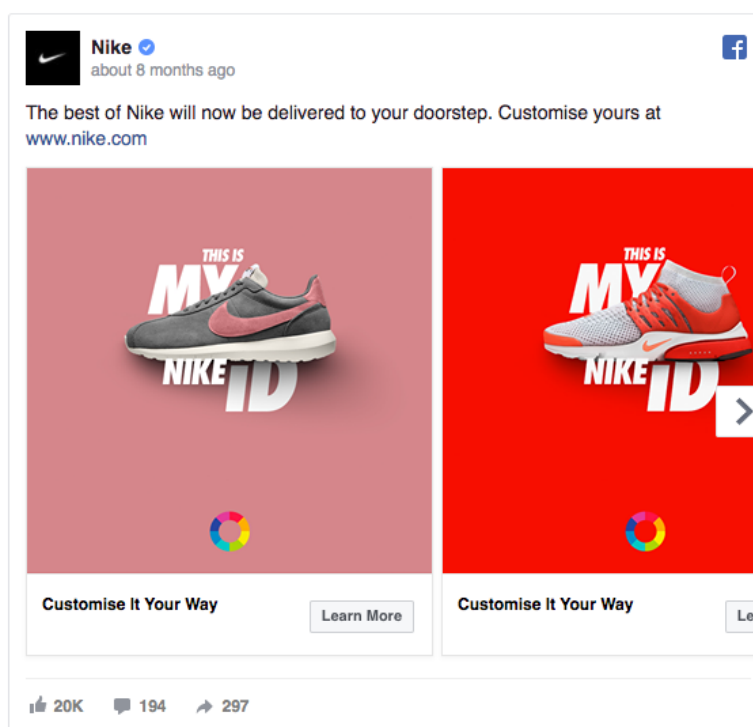 Nike
about 8 months ago
The best of Nike will now be delivered to your doorstep. Customise yours at
www.nike.com
THIS IS
MY
NIKE iD
THIS IS
MY
NIKE iD
Customise It Your Way
Learn More
Customise It Your Way
Le
20K
194
297